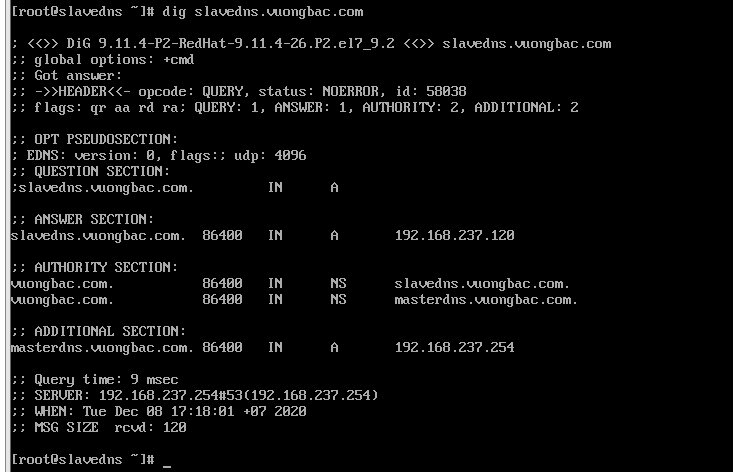 [root@slavedns ~]# dig slavedns.vuongbac.com
; <<>> DiG 9.11.4-P2-RedHat-9.11.4-26.P2.el7_9.2 <<>> slavedns.vuongbac.com
;; global options: +cmd
;; Got answer:
;; ->>HEADER<<- opcode: QUERY, status: NOERROR, id: 58038
;; flags: qr aa rd ra; QUERY: 1, ANSWER: 1, AUTHORITY: 2, ADDITIONAL: 2
;; OPT PSEUDOSECTION:
; EDNS: version: 0, flags:; udp: 4096
;; QUESTION SECTION:
;slavedns.vuongbac.com. IN A
;; ANSWER SECTION:
slavedns.vuongbac.com. 86400 IN A 192.168.237.120
;; AUTHORITY SECTION:
vuongbac.com. 86400 IN NS slavedns.vuongbac.com.
vuongbac.com. 86400 IN NS masterdns.vuongbac.com.
;; ADDITIONAL SECTION:
masterdns.vuongbac.com. 86400 IN A 192.168.237.254
;; Query time: 9 msec
;; SERVER: 192.168.237.254#53(192.168.237.254)
;; WHEN: Tue Dec 08 17:18:01 +07 2020
;; MSG SIZE rcvd: 120
[root@slavedns ~]# _